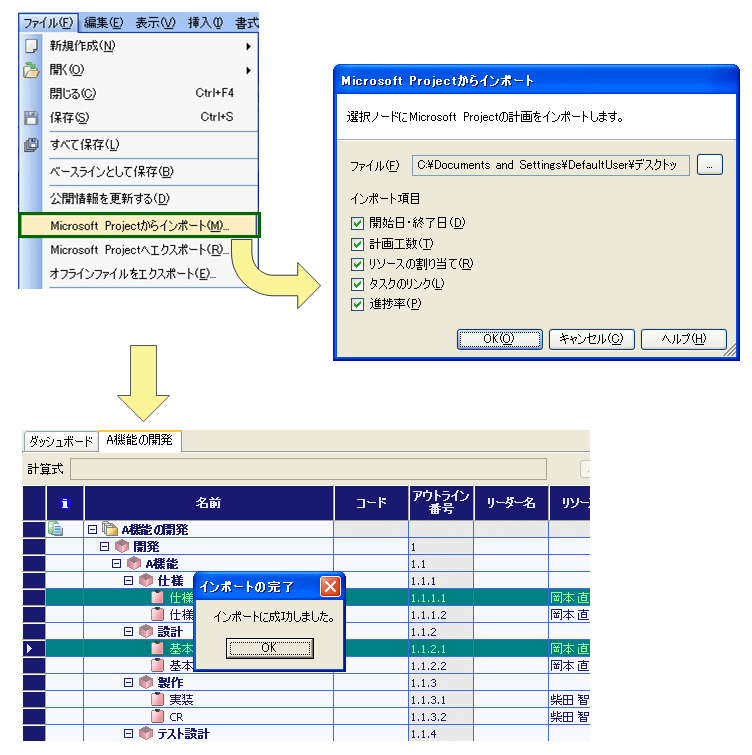 ファイル(F) 編集(E) 表示(V) 挿入(I) 書式
新規作成(N)
開く(O)
閉じる(C) Ctrl+F4
保存(S) Ctrl+S
すべて保存(L)
ベースラインとして保存(B)
公開情報を更新する(D)
Microsoft Projectからインポート(M)...
Microsoft Projectへエクスポート(R)...
オフラインファイルをエクスポート(E)...
Microsoft Projectからインポート
選択ノードにMicrosoft Projectの計画をインポートします。
ファイル(F) C:¥Documents and Settings¥DefaultUser¥デスクトッ ...
インポート項目
開始日・終了日(D)
計画工数(T)
リソースの割り当て(R)
タスクのリンク(L)
進捗率(P)
OK(O) キャンセル(C) ヘルプ(H)
ダッシュボード A機能の開発
計算式
名前 コード アウトライン番号 リーダー名 リソー
A機能の開発
開発 1
A機能 1.1
仕様 1.1.1
仕様 1.1.1.1 岡本 直
仕様 1.1.1.2 岡本 直
設計 1.1.2
基本 1.1.2.1 岡本 直
基本 1.1.2.2 岡本 直
製作 1.1.3
実装 1.1.3.1 柴田 智
CR 1.1.3.2 柴田 智
テスト設計 1.1.4
インポートの完了
インポートに成功しました。
OK